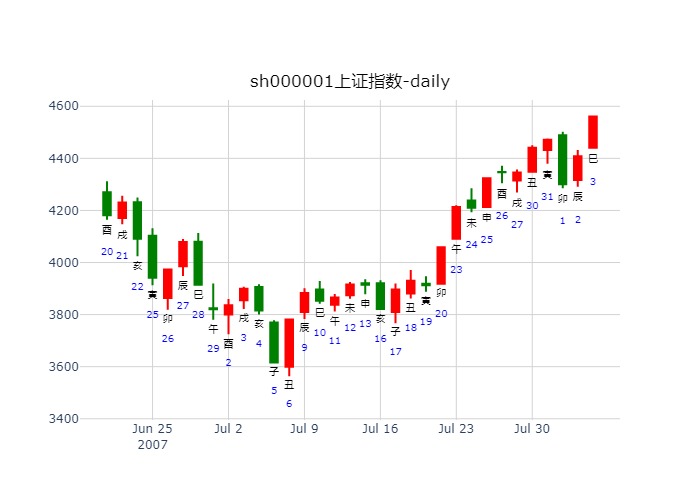 sh000001上证指数-daily
4600
4400
4200
4000
3800
3600
3400
酉
20
戌
21
亥
22
寅
25
卯
26
辰
27
巳
28
午
29
酉
2
戌
3
亥
4
子
5
丑
6
辰
9
巳
10
午
11
未
12
申
13
亥
16
子
17
丑
18
寅
19
卯
20
午
23
未
24
申
25
酉
26
戌
27
丑
30
寅
31
卯
1
辰
2
巳
3
Jun 25
2007
Jul 2
Jul 9
Jul 16
Jul 23
Jul 30